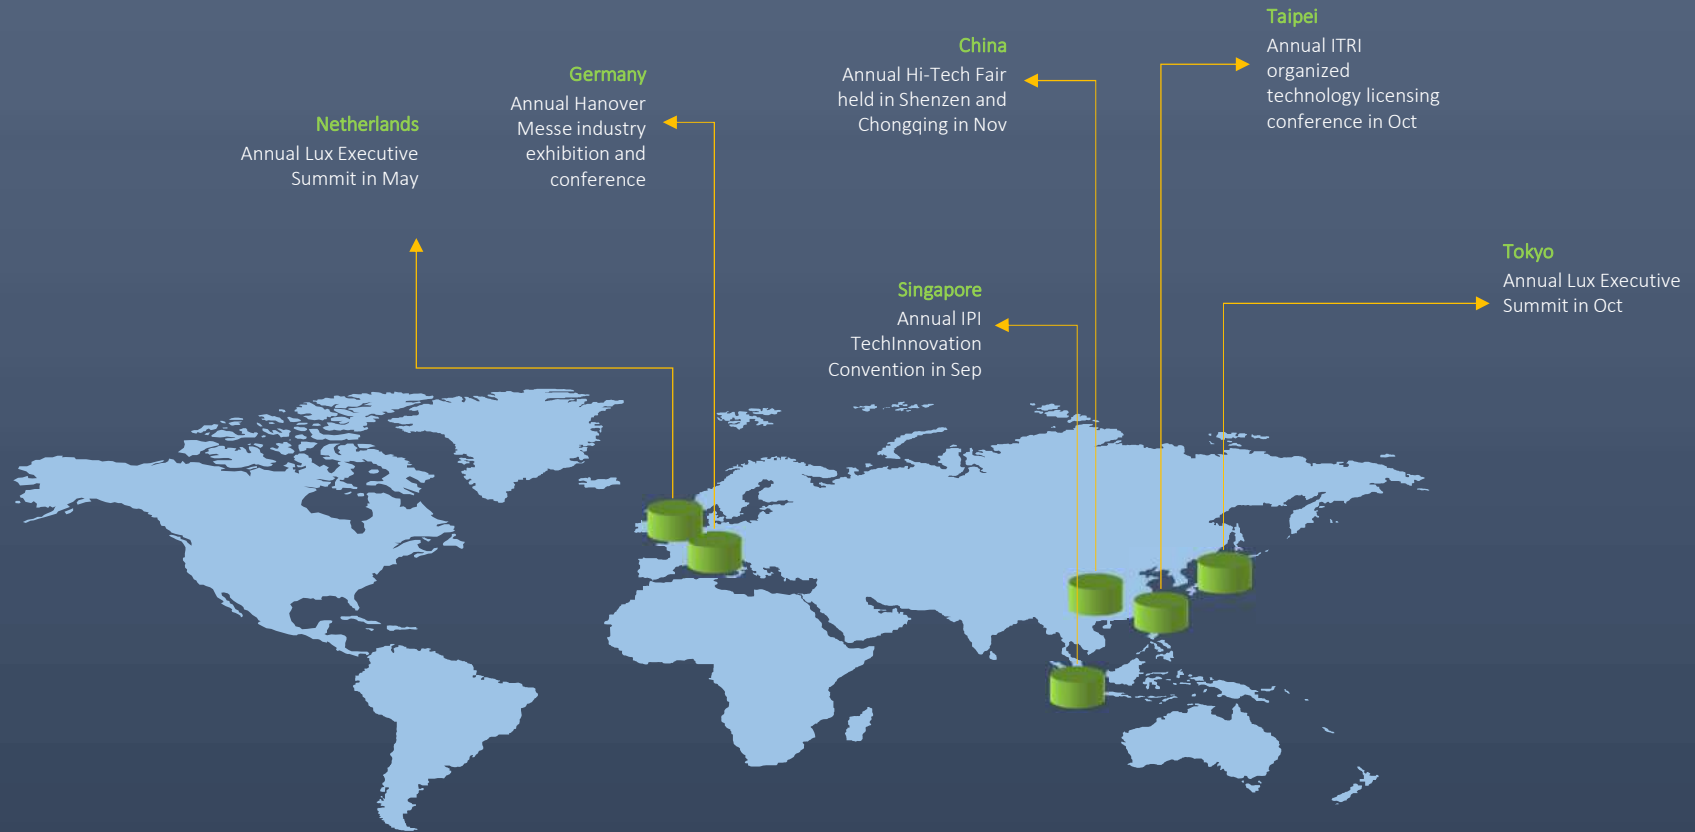 Netherlands
Annual Lux Executive
Summit in May
Germany
Annual Hanover
Messe industry
exhibition and
conference
China
Annual Hi-Tech Fair
held in Shenzen and
Chongqing in Nov
Taipei
Annual ITRI
organized
technology licensing
conference in Oct
Singapore
Annual IPI
TechInnovation
Convention in Sep
Tokyo
Annual Lux Executive
Summit in Oct